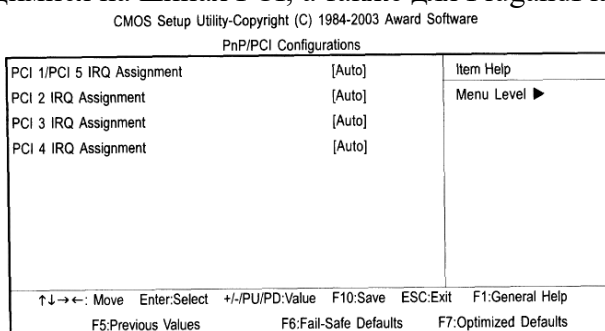 CMOS Setup Utility-Copyright (C) 1984-2003 Award Software
PnP/PCI Configurations
PCI 1/PCI 5 IRQ Assignment [Auto] Item Help
PCI 2 IRQ Assignment [Auto] Menu Level ▶
PCI 3 IRQ Assignment [Auto]
PCI 4 IRQ Assignment [Auto]
↑↓→←: Move Enter:Select +/-/PU/PD:Value F10:Save ESC:Exit F1:General Help
F5:Previous Values F6:Fail-Safe Defaults F7:Optimized Defaults